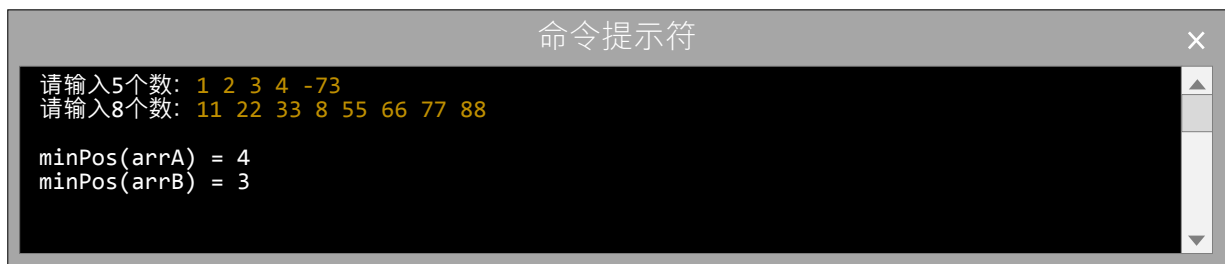 命令提示符
请输入5个数: 1 2 3 4 -73
请输入8个数: 11 22 33 8 55 66 77 88
minPos(arrA) = 4
minPos(arrB) = 3